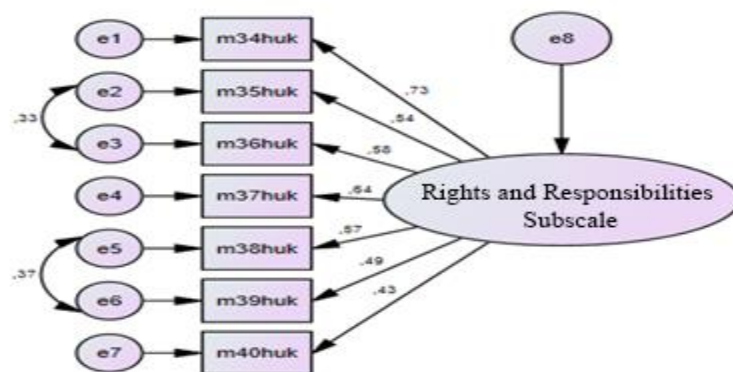 e1
m34huk
e8
e2
m35huk
,73
,33
,54
e3
m36huk
,58
e4
m37huk
,64
Rights and Responsibilities
Subscale
e5
m38huk
,57
,37
,49
e6
m39huk
,43
e7
m40huk